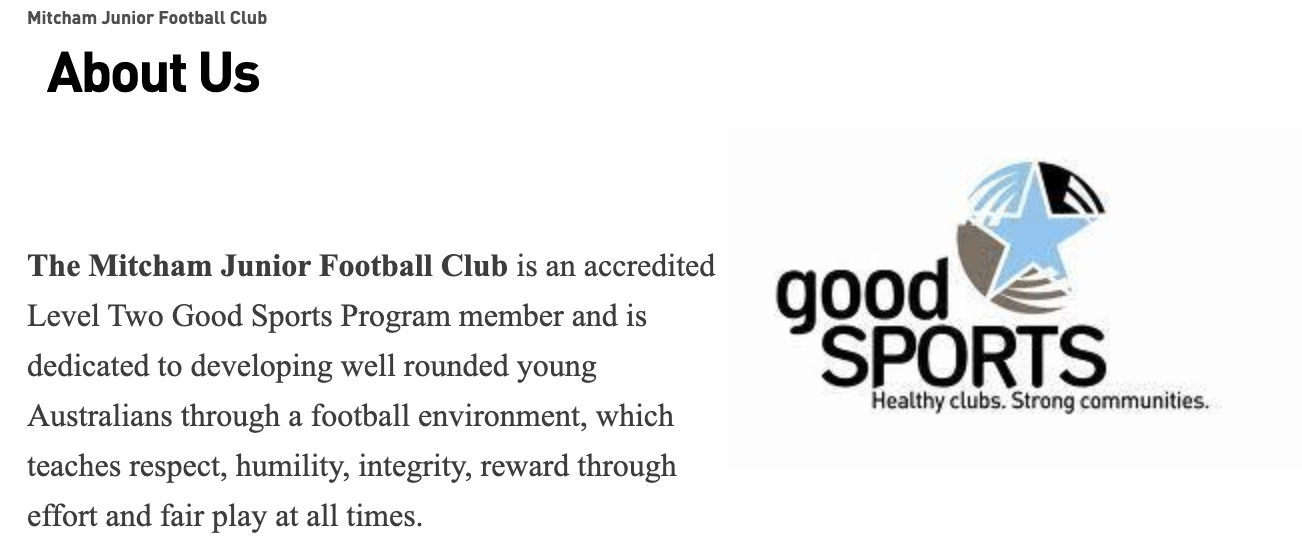 Mitcham Junior Football Club
About Us
The Mitcham Junior Football Club is an accredited
Level Two Good Sports Program member and is
dedicated to developing well rounded young
Australians through a football environment, which
teaches respect, humility, integrity, reward through
effort and fair play at all times.
good
SPORTS
Healthy clubs. Strong communities.